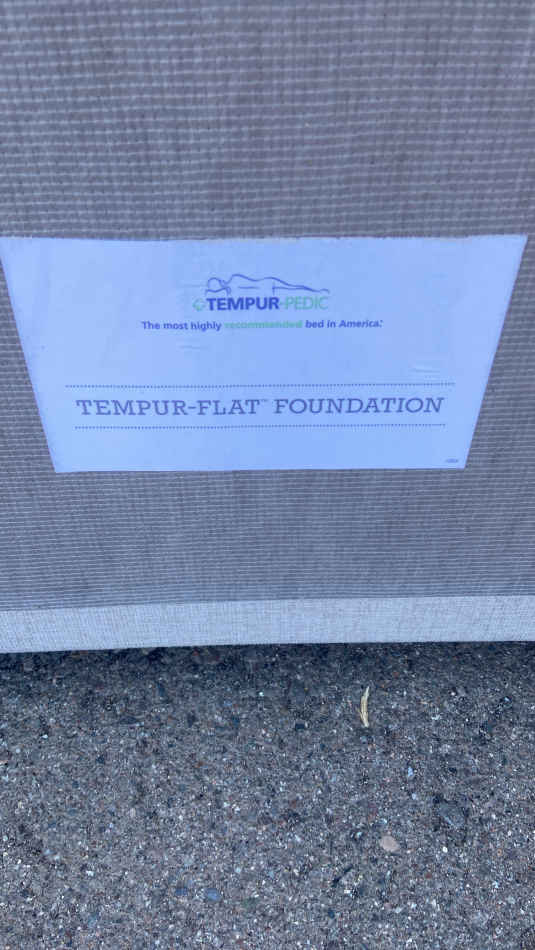 TEMPUR-PEDIC
The most highly recommended bed in America.®
TEMPUR-FLAT™ FOUNDATION